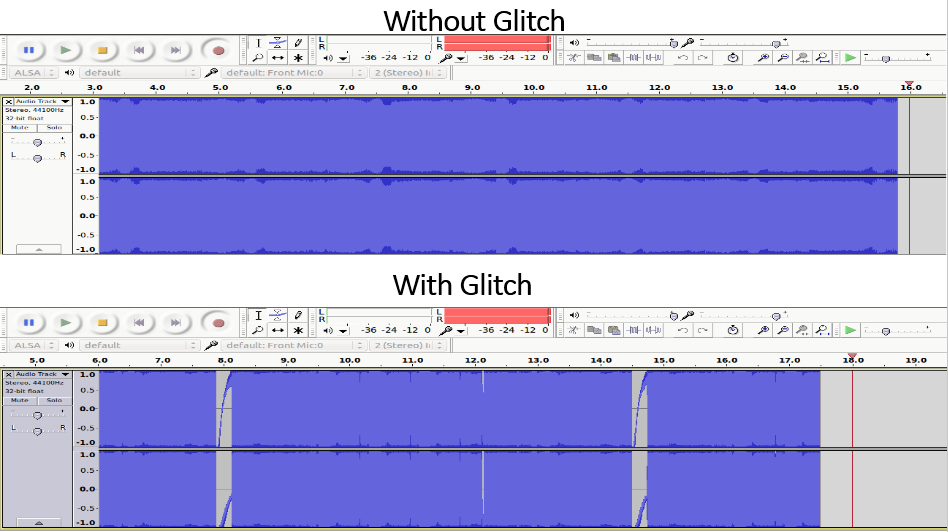 Without Glitch
L
R
-36 -24 -12 0
L
R
-36 -24 -12 0
ALSA default default: Front Mic:0 2 (Stereo) I
2.0 3.0 4.0 5.0 6.0 7.0 8.0 9.0 10.0 11.0 12.0 13.0 14.0 15.0 16.0
Audio Track
Stereo, 44100Hz
32-bit float
Mute Solo
- +
L R
1.0
0.5-
0.0-
-0.5-
-1.0
1.0
0.5-
0.0-
-0.5-
-1.0
With Glitch
L
R
-36 -24 -12 0
L
R
-36 -24 -12 0
ALSA default default: Front Mic:0 2 (Stereo) I
5.0 6.0 7.0 8.0 9.0 10.0 11.0 12.0 13.0 14.0 15.0 16.0 17.0 18.0 19.0
Audio Track
Stereo, 44100Hz
32-bit float
Mute Solo
- +
L R
1.0
0.5-
0.0-
-0.5-
-1.0
1.0
0.5-
0.0-
-0.5-
-1.0